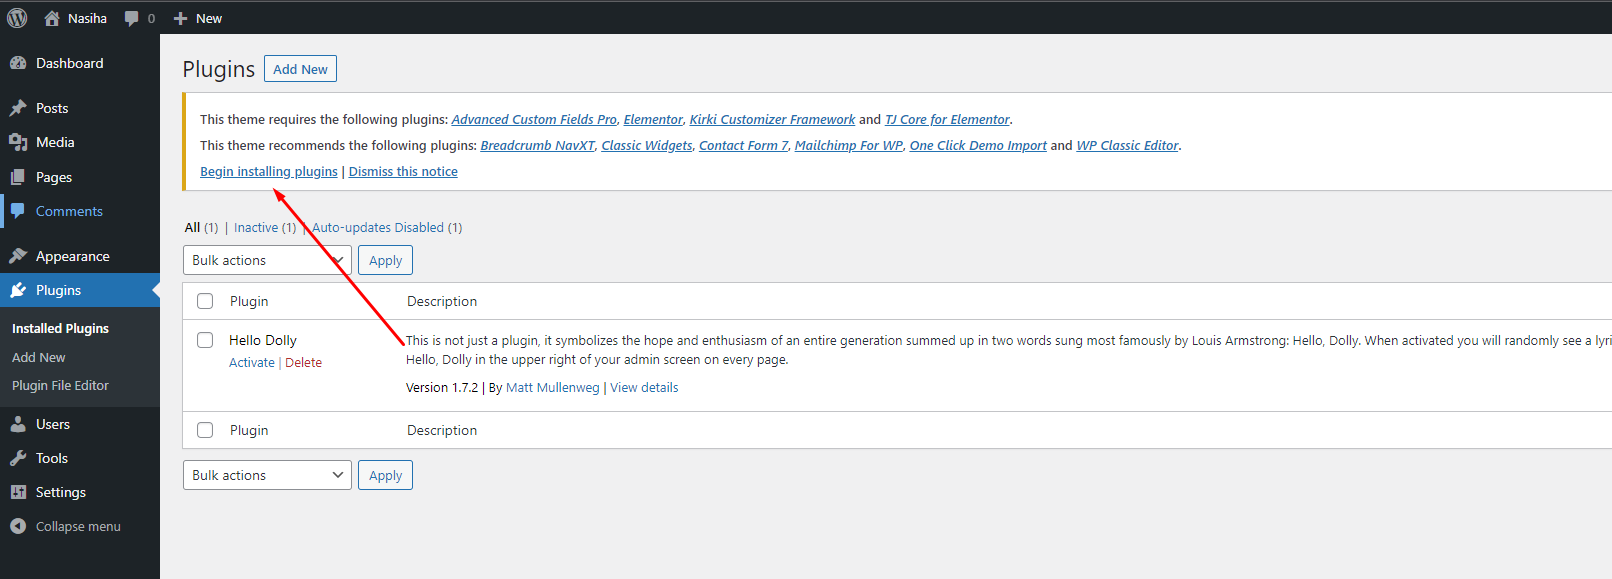 Nasiha 0 New
Dashboard
Posts
Media
Pages
Comments
Appearance
Plugins
Installed Plugins
Add New
Plugin File Editor
Users
Tools
Settings
Collapse menu
Plugins Add New
This theme requires the following plugins: Advanced Custom Fields Pro, Elementor, Kirki Customizer Framework and TJ Core for Elementor.
This theme recommends the following plugins: Breadcrumb NavXT, Classic Widgets, Contact Form 7, Mailchimp For WP, One Click Demo Import and WP Classic Editor.
Begin installing plugins | Dismiss this notice
All (1) | Inactive (1) | Auto-updates Disabled (1)
Bulk actions Apply
Plugin Description
Hello Dolly
Activate | Delete
This is not just a plugin, it symbolizes the hope and enthusiasm of an entire generation summed up in two words sung most famously by Louis Armstrong: Hello, Dolly. When activated you will randomly see a lyri
Hello, Dolly in the upper right of your admin screen on every page.
Version 1.7.2 | By Matt Mullenweg | View details
Plugin Description
Bulk actions Apply